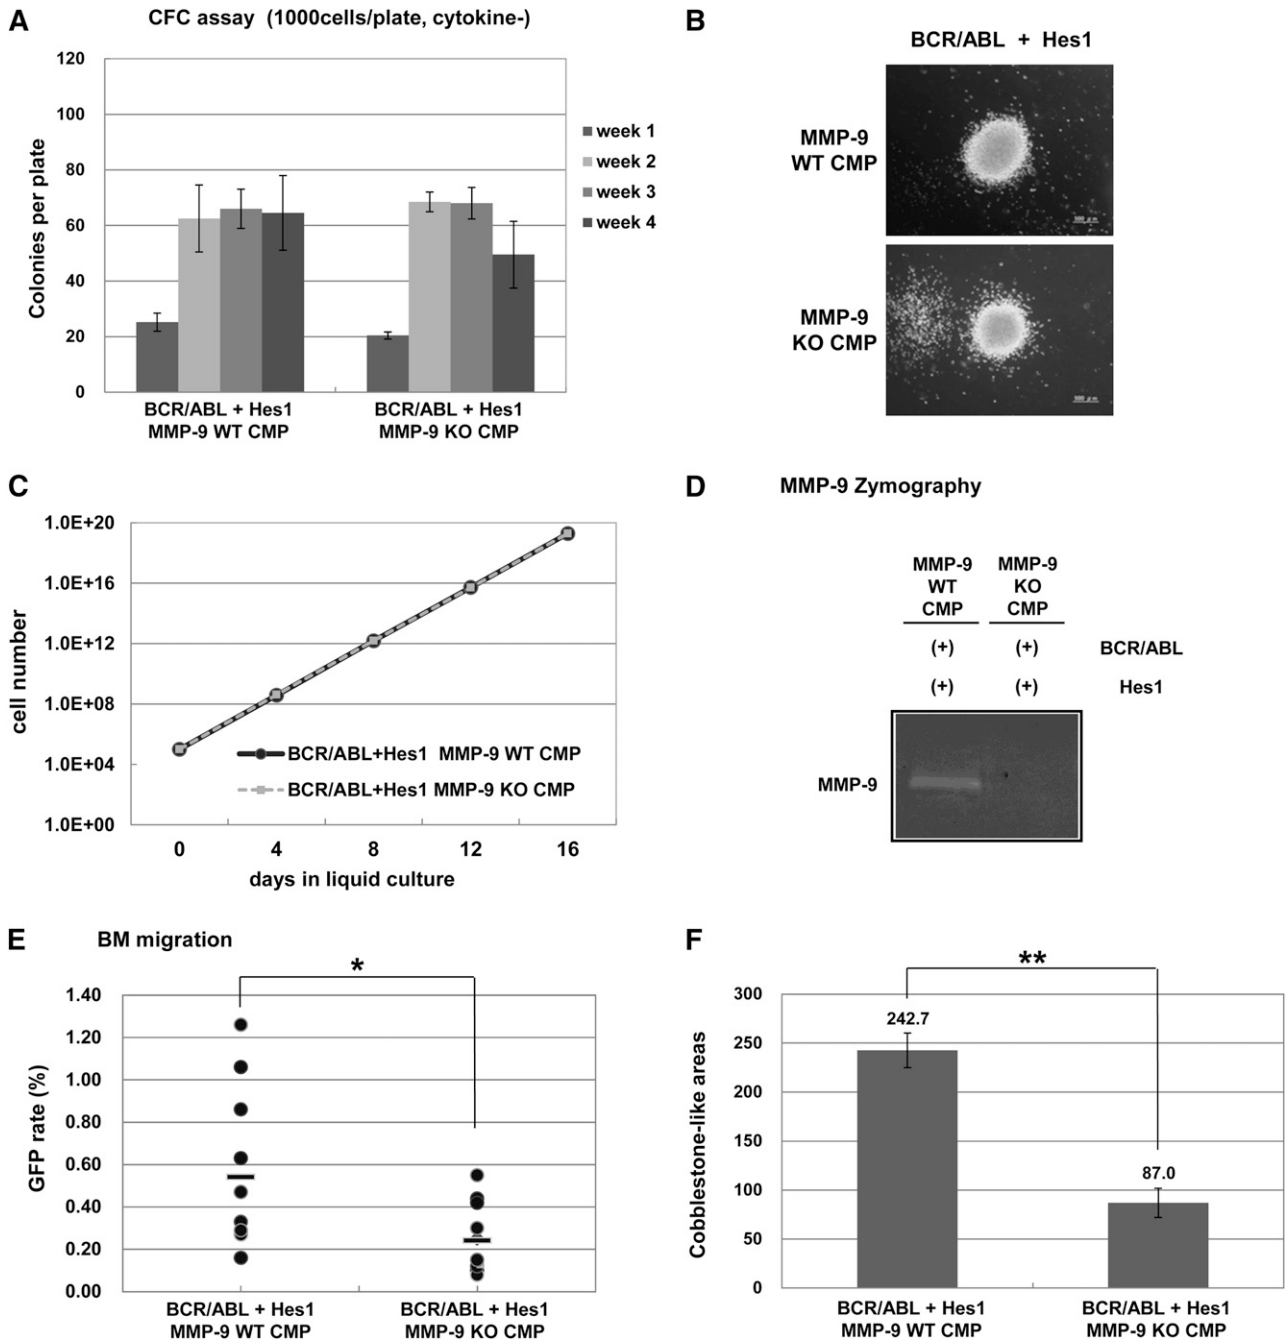 A
CFC assay (1000cells/plate, cytokine-)
Colonies per plate
120
100
80
60
40
20
0
week 1
week 2
week 3
week 4
BCR/ABL + Hes1
MMP-9 WT CMP
BCR/ABL + Hes1
MMP-9 KO CMP
B
BCR/ABL + Hes1
MMP-9
WT CMP
MMP-9
KO CMP
C
cell number
1.0E+20
1.0E+16
1.0E+12
1.0E+08
1.0E+04
1.0E+00
BCR/ABL+Hes1 MMP-9 WT CMP
BCR/ABL+Hes1 MMP-9 KO CMP
0 4 8 12 16
days in liquid culture
D
MMP-9 Zymography
MMP-9
WT
CMP
MMP-9
KO
CMP
(+) (+) BCR/ABL
(+) (+) Hes1
MMP-9
E
BM migration
*
GFP rate (%)
1.40
1.20
1.00
0.80
0.60
0.40
0.20
0.00
BCR/ABL + Hes1
MMP-9 WT CMP
BCR/ABL + Hes1
MMP-9 KO CMP
F
**
Cobblestone-like areas
300
250
200
150
100
50
0
242.7
87.0
BCR/ABL + Hes1
MMP-9 WT CMP
BCR/ABL + Hes1
MMP-9 KO CMP